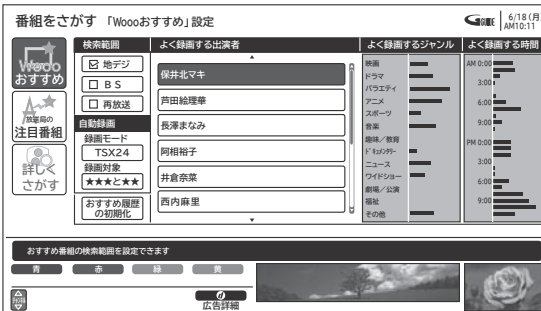 番組をさがす 「Woooおすすめ」設定
G GUIDE
6/18(月)
AM10:11
Wooo
おすすめ
放送局の
注目番組
詳しく
さがす
検索範囲
地デジ
BS
再放送
自動録画
録画モード
TSX24
録画対象
★★★と★★
おすすめ履歴
の初期化
よく録画する出演者
保井北マキ
芦田絵理華
長澤まなみ
阿相裕子
井倉奈菜
西内麻里
よく録画するジャンル
映画
ドラマ
バラエティ
アニメ
スポーツ
音楽
趣味/教育
ドキュメンタリー
ニュース
ワイドショー
劇場/公演
福祉
その他
よく録画する時間
AM 0:00
3:00
6:00
9:00
PM 0:00
3:00
6:00
9:00
おすすめ番組の検索範囲を設定できます
青
赤
緑
黄
d
広告詳細